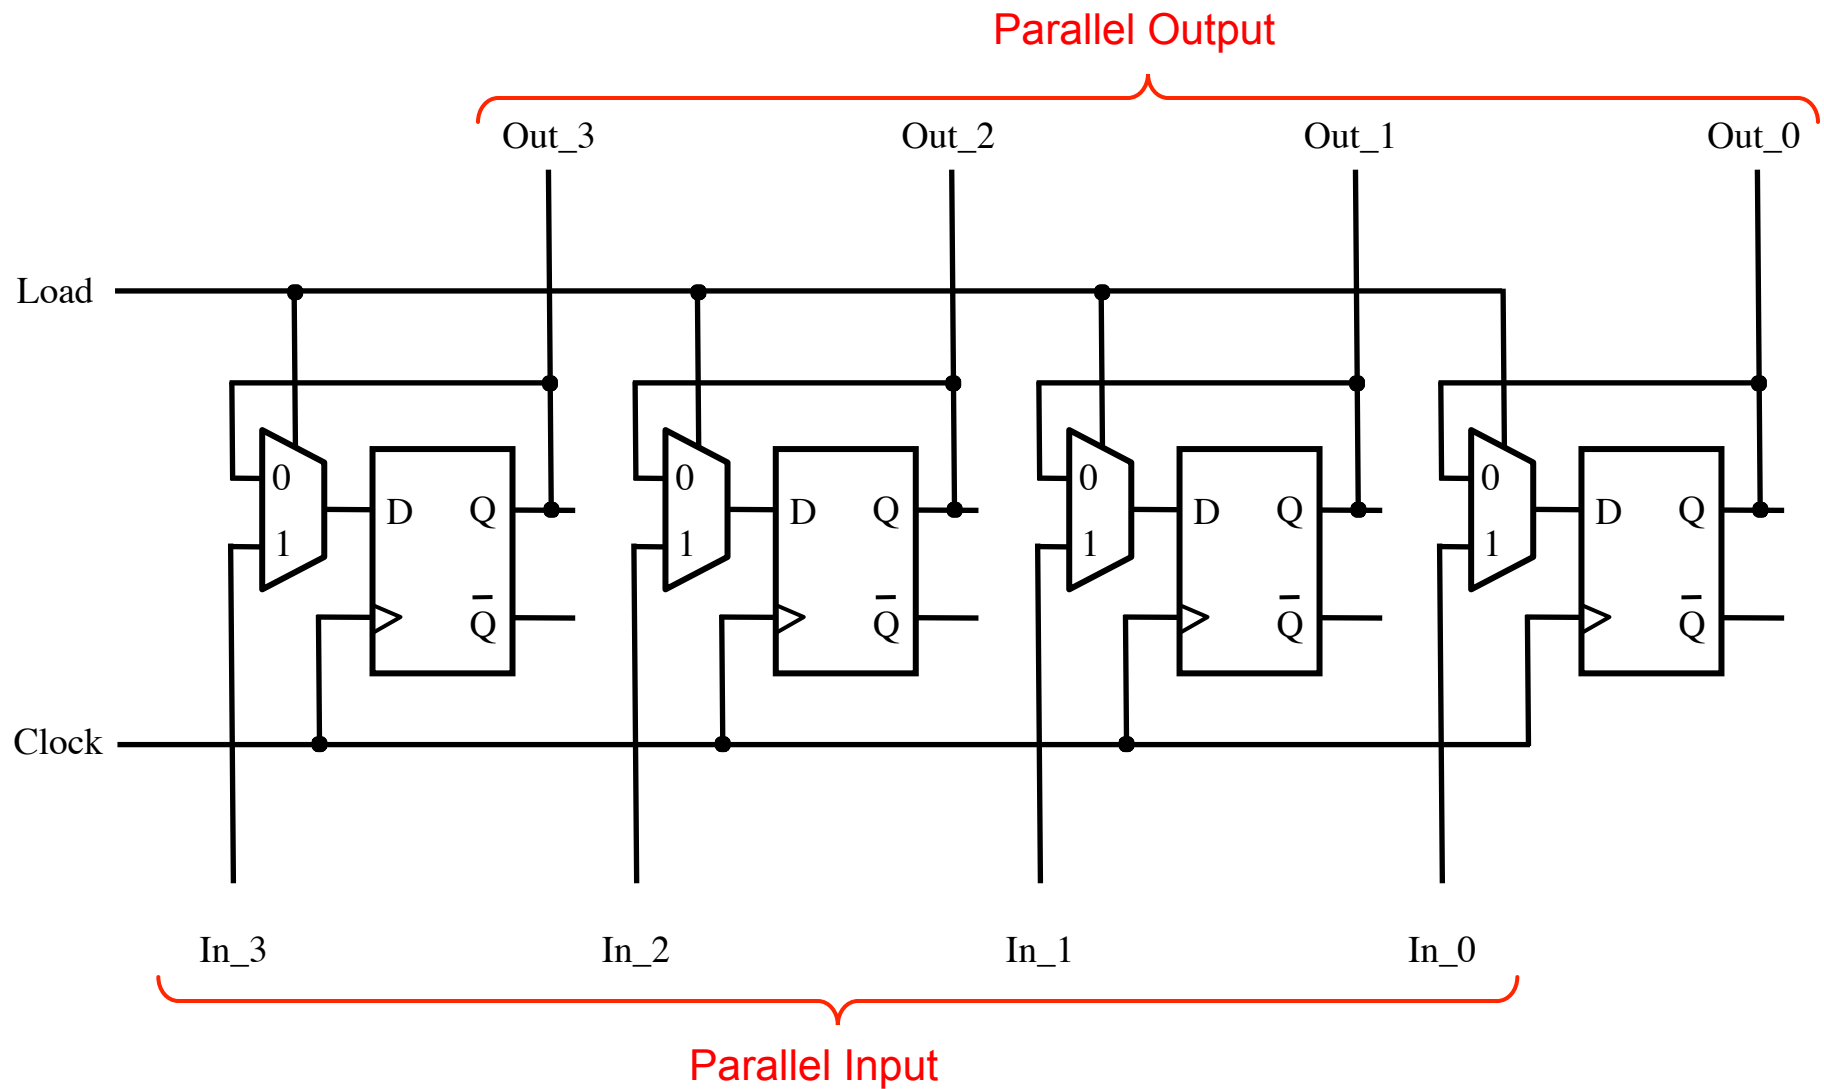 Parallel Output
Out_3 Out_2 Out_1 Out_0
Load
0 0 0 0
D Q D Q D Q D Q
1 1 1 1
Q̅ Q̅ Q̅ Q̅
Clock
In_3 In_2 In_1 In_0
Parallel Input